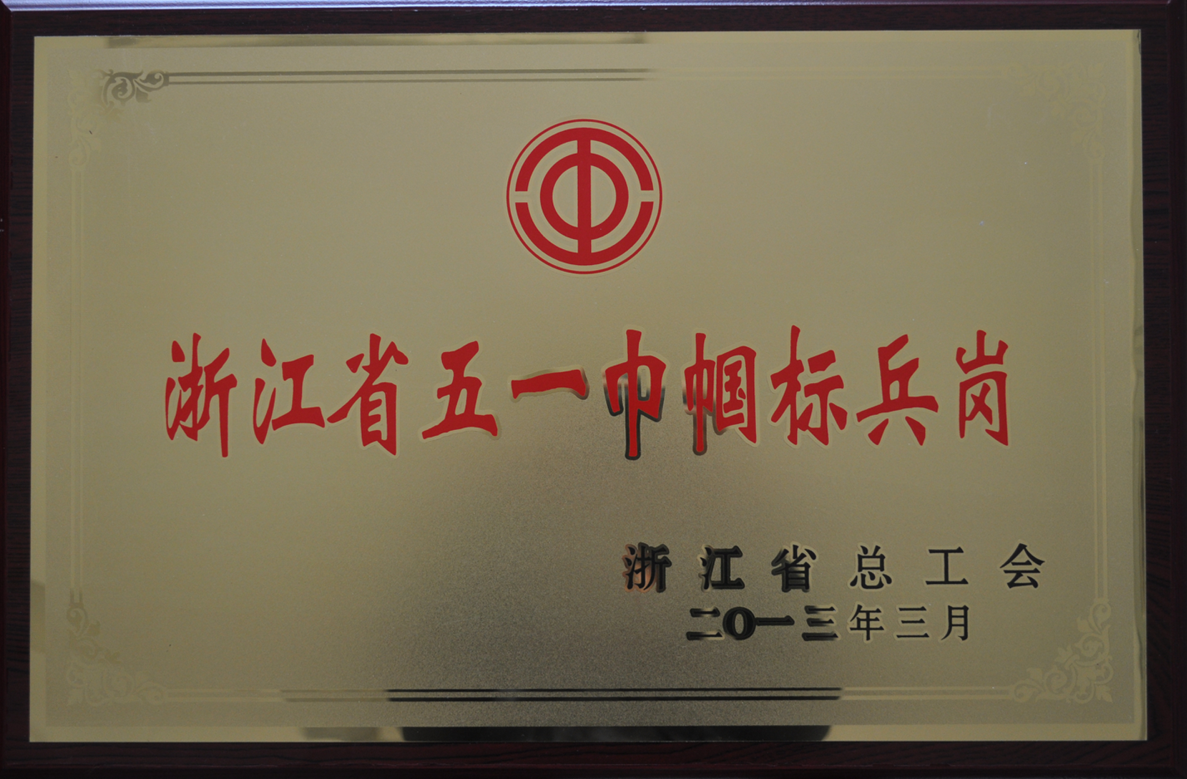 浙江省五一巾帼标兵岗
浙江省总工会
二〇一三年三月